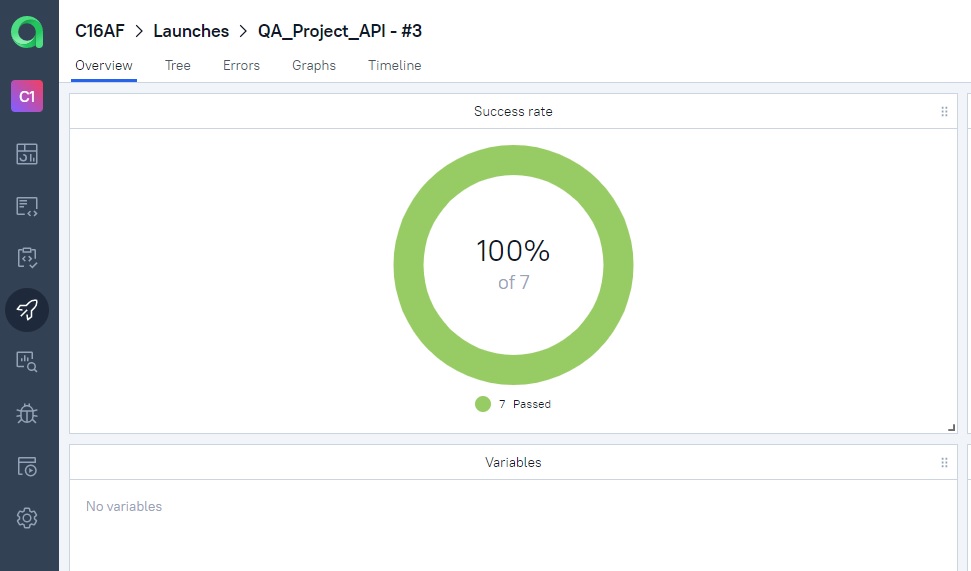 C16AF > Launches > QA_Project_API - #3
C1
Overview Tree Errors Graphs Timeline
Success rate
100%
of 7
7 Passed
Variables
No variables